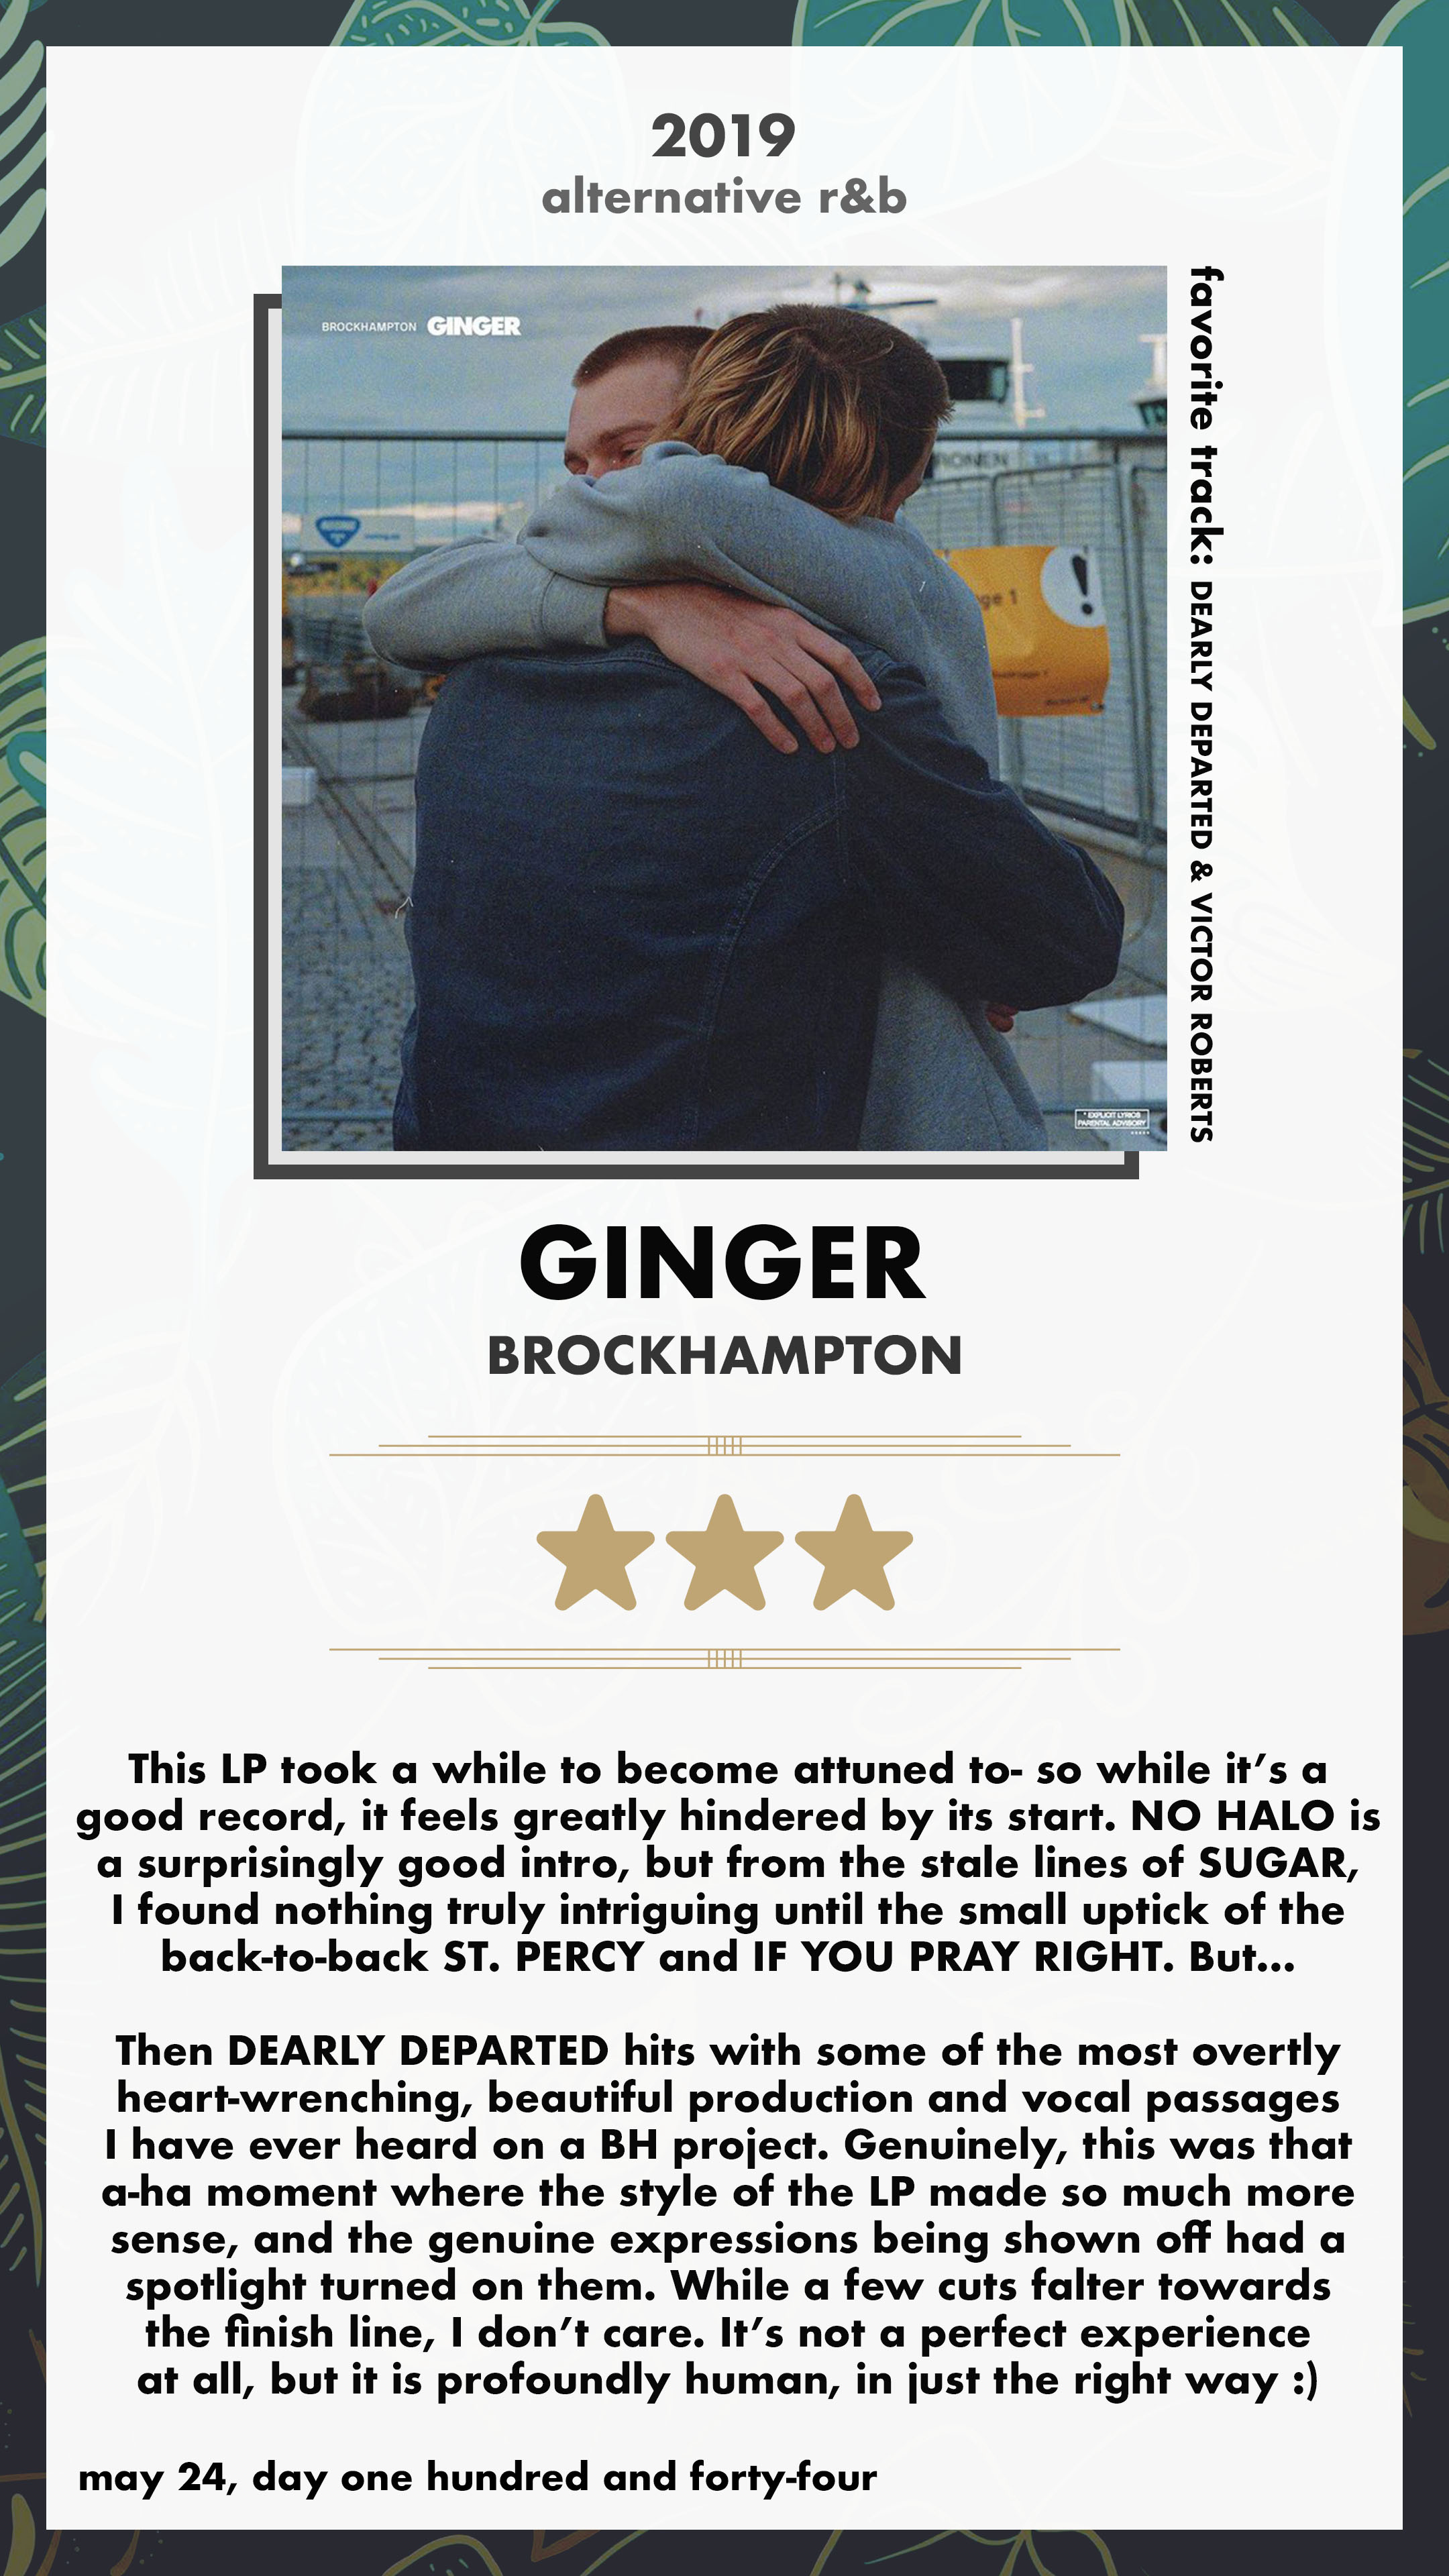 2019
alternative r&b
BROCKHAMPTON GINGER
favorite track: DEARLY DEPARTED & VICTOR ROBERTS
!
ge 1
EXPLICIT LYRICS
PARENTAL ADVISORY
GINGER
BROCKHAMPTON
This LP took a while to become attuned to- so while it’s a
good record, it feels greatly hindered by its start. NO HALO is
a surprisingly good intro, but from the stale lines of SUGAR,
I found nothing truly intriguing until the small uptick of the
back-to-back ST. PERCY and IF YOU PRAY RIGHT. But...
Then DEARLY DEPARTED hits with some of the most overtly
heart-wrenching, beautiful production and vocal passages
I have ever heard on a BH project. Genuinely, this was that
a-ha moment where the style of the LP made so much more
sense, and the genuine expressions being shown off had a
spotlight turned on them. While a few cuts falter towards
the finish line, I don’t care. It’s not a perfect experience
at all, but it is profoundly human, in just the right way :)
may 24, day one hundred and forty-four